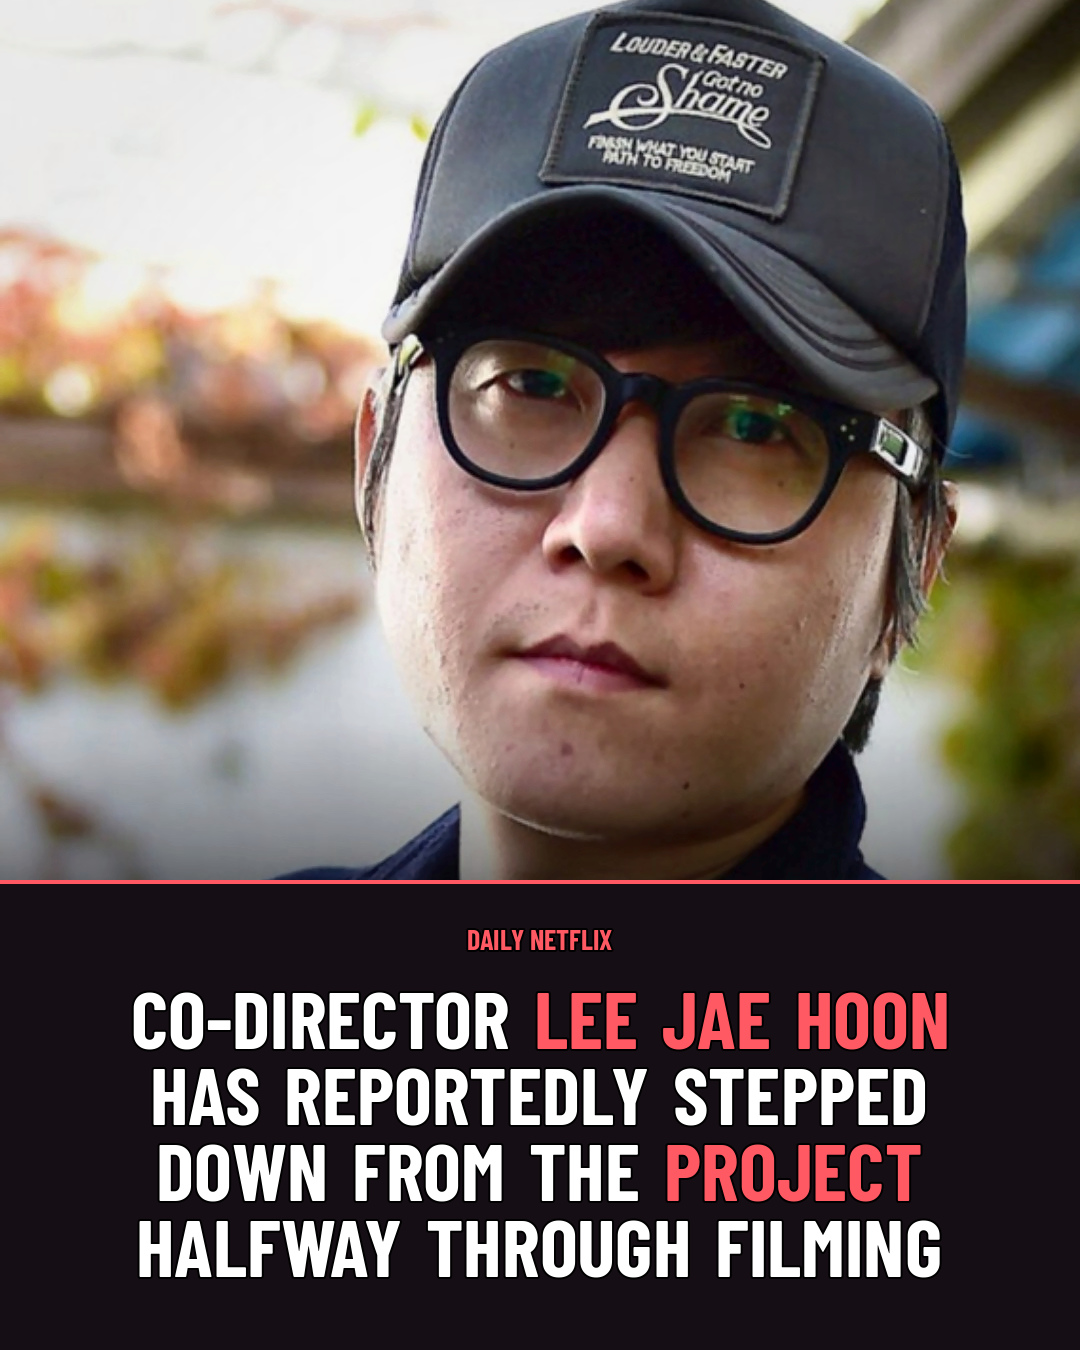 LOUDER & FASTER
Got no
Shame
FINISH WHAT YOU START
PATH TO FREEDOM
DAILY NETFLIX
CO-DIRECTOR LEE JAE HOON
HAS REPORTEDLY STEPPED
DOWN FROM THE PROJECT
HALFWAY THROUGH FILMING